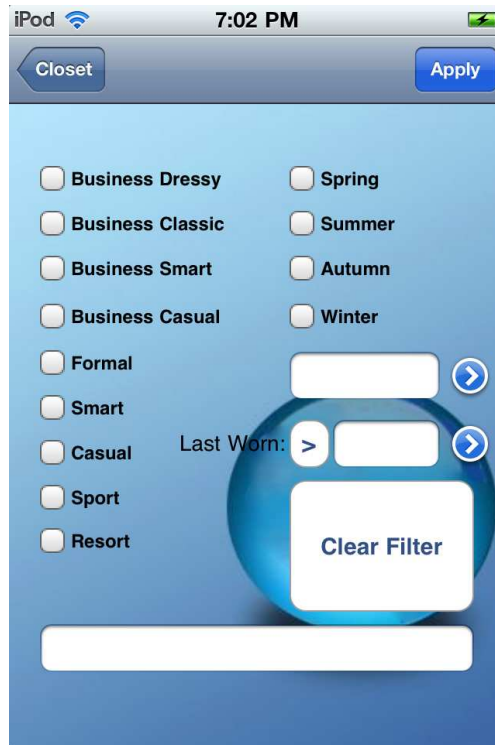 iPod 7:02 PM
Closet Apply
Business Dressy Spring
Business Classic Summer
Business Smart Autumn
Business Casual Winter
Formal
Smart
Casual Last Worn: >
Sport
Resort Clear Filter